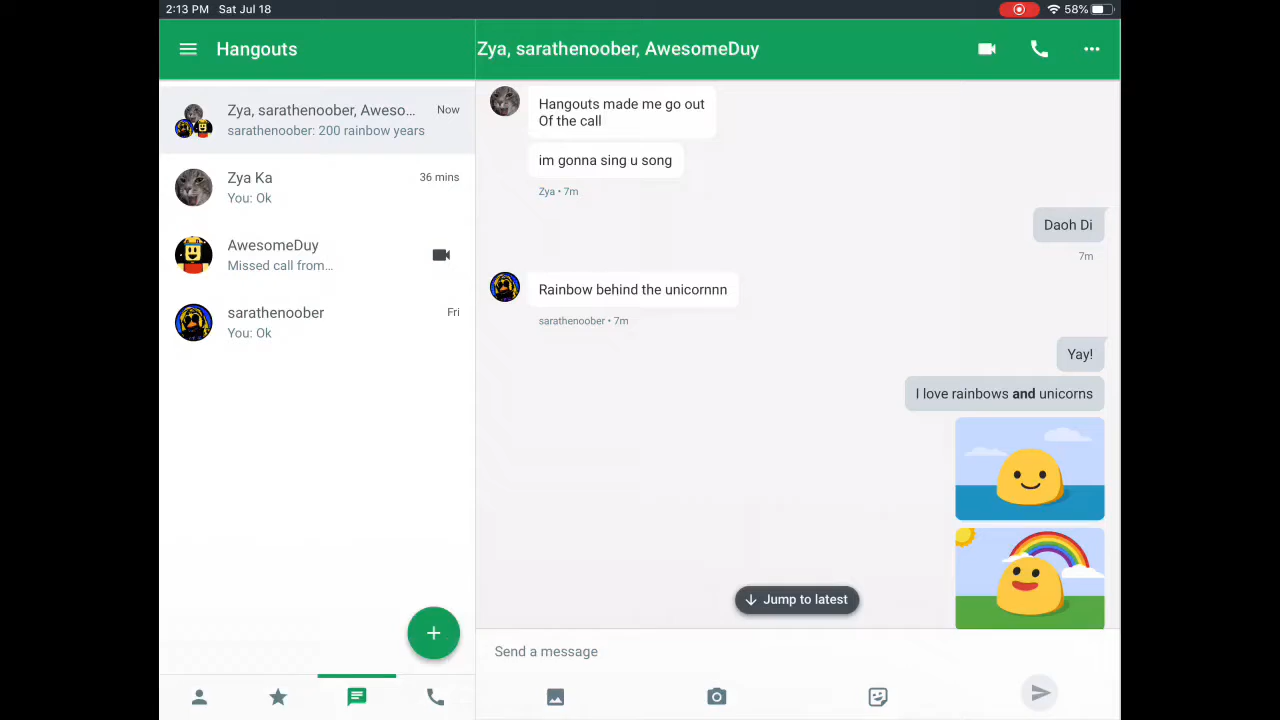 2:13 PM Sat Jul 18
58%
Hangouts
Zya, sarathenoober, AwesomeDuy
Zya, sarathenoober, Aweso... Now
sarathenoober: 200 rainbow years
Zya Ka 36 mins
You: Ok
AwesomeDuy
Missed call from...
sarathenoober Fri
You: Ok
Hangouts made me go out
Of the call
im gonna sing u song
Zya • 7m
Daoh Di
7m
Rainbow behind the unicornnn
sarathenoober • 7m
Yay!
I love rainbows and unicorns
Jump to latest
Send a message